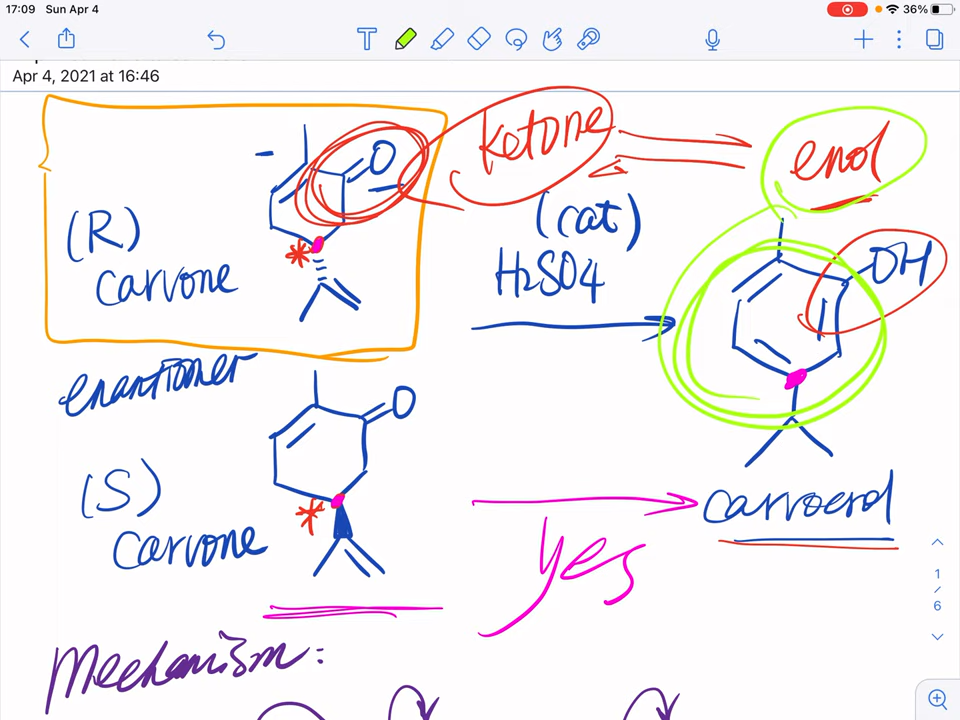 17:09 Sun Apr 4
36%
Apr 4, 2021 at 16:46
Ketone
enol
(R)
carvone
O
(cat)
H2SO4
OH
enantiomer
O
(S)
Carvone
yes
Mechanism:
1
/
6